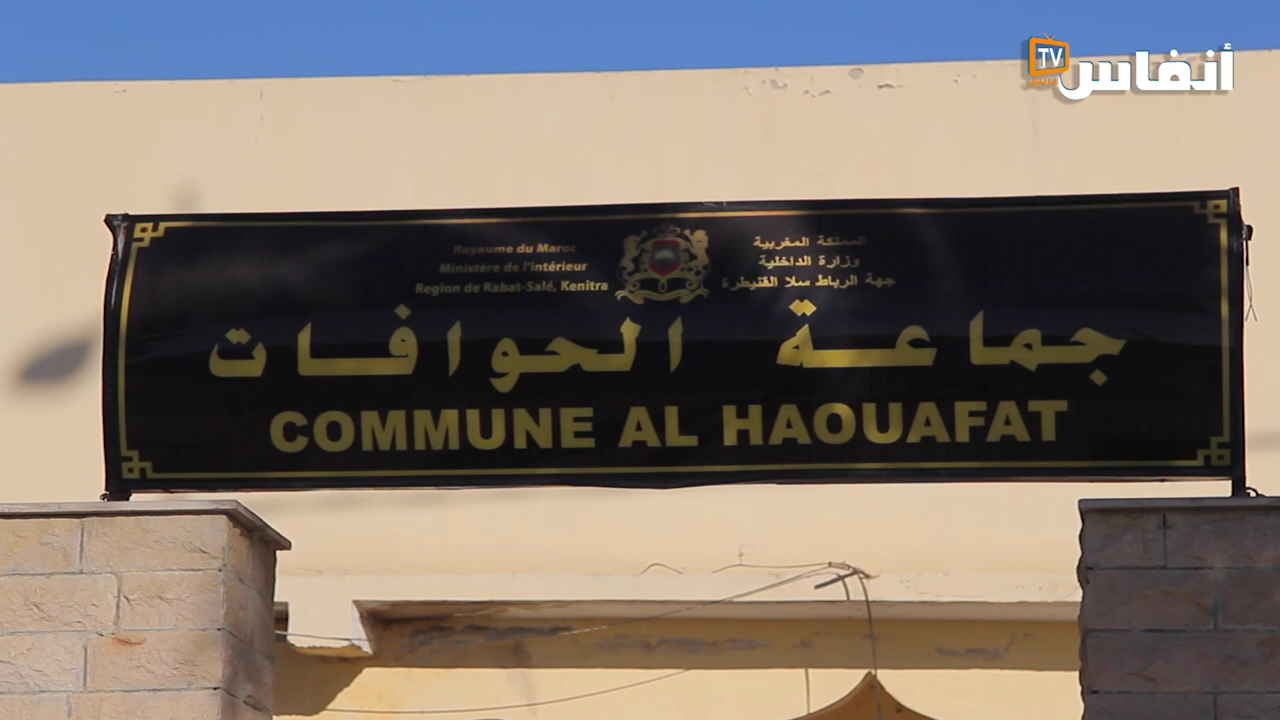 TV أنفاس
Royaume du Maroc
Ministère de l'intérieur
Region de Rabat-Salé, Kenitra
المملكة المغربية
وزارة الداخلية
جهة الرباط سلا القنيطرة
جماعة الحوافات
COMMUNE AL HAOUAFAT